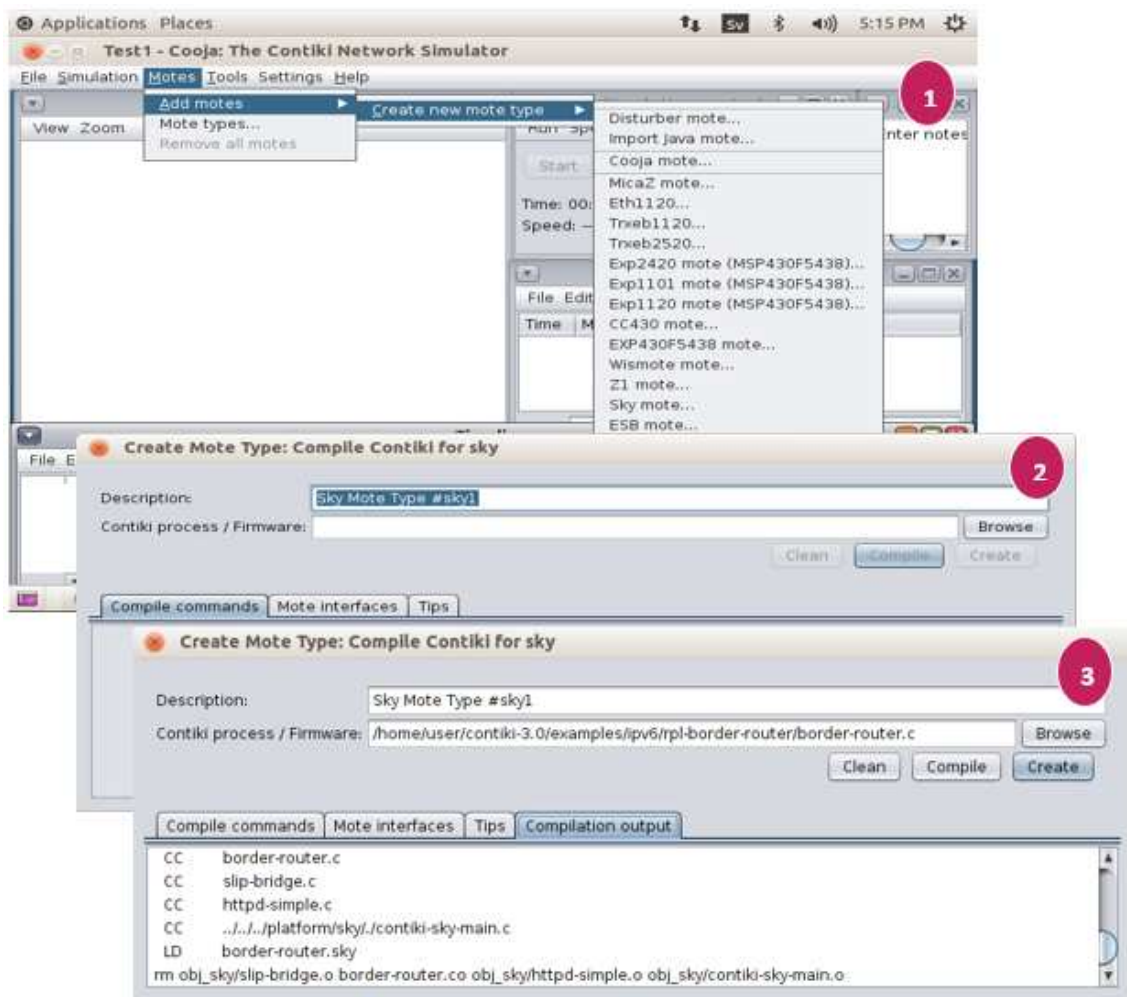 Applications Places
Sv
5:15 PM
Test1 - Cooja: The Contiki Network Simulator
File Simulation Motes Tools Settings Help
1
Add motes
Create new mote type
View Zoom
Mote types...
Remove all motes
Run
Enter notes
Start
Time: 00:
Speed: —
Disturber mote...
Import Java mote...
Cooja mote...
MicaZ mote...
Eth1120...
Trxeb1120...
Trxeb2520...
Exp2420 mote (MSP430F5438)...
Exp1101 mote (MSP430F5438)...
Exp1120 mote (MSP430F5438)...
CC430 mote...
EXP430F5438 mote...
Wismote mote...
Z1 mote...
Sky mote...
ESB mote...
File Edit
Time M
File E
2
Create Mote Type: Compile Contiki for sky
Description: Sky Mote Type #sky1
Contiki process / Firmware: Browse
Clean Compile Create
Compile commands Mote interfaces Tips
3
Create Mote Type: Compile Contiki for sky
Description: Sky Mote Type #sky1
Contiki process / Firmware: /home/user/contiki-3.0/examples/ipv6/rpl-border-router/border-router.c Browse
Clean Compile Create
Compile commands Mote interfaces Tips Compilation output
CC border-router.c
CC slip-bridge.c
CC httpd-simple.c
CC ../../../platform/sky/./contiki-sky-main.c
LD border-router.sky
rm obj_sky/slip-bridge.o border-router.co obj_sky/httpd-simple.o obj_sky/contiki-sky-main.o